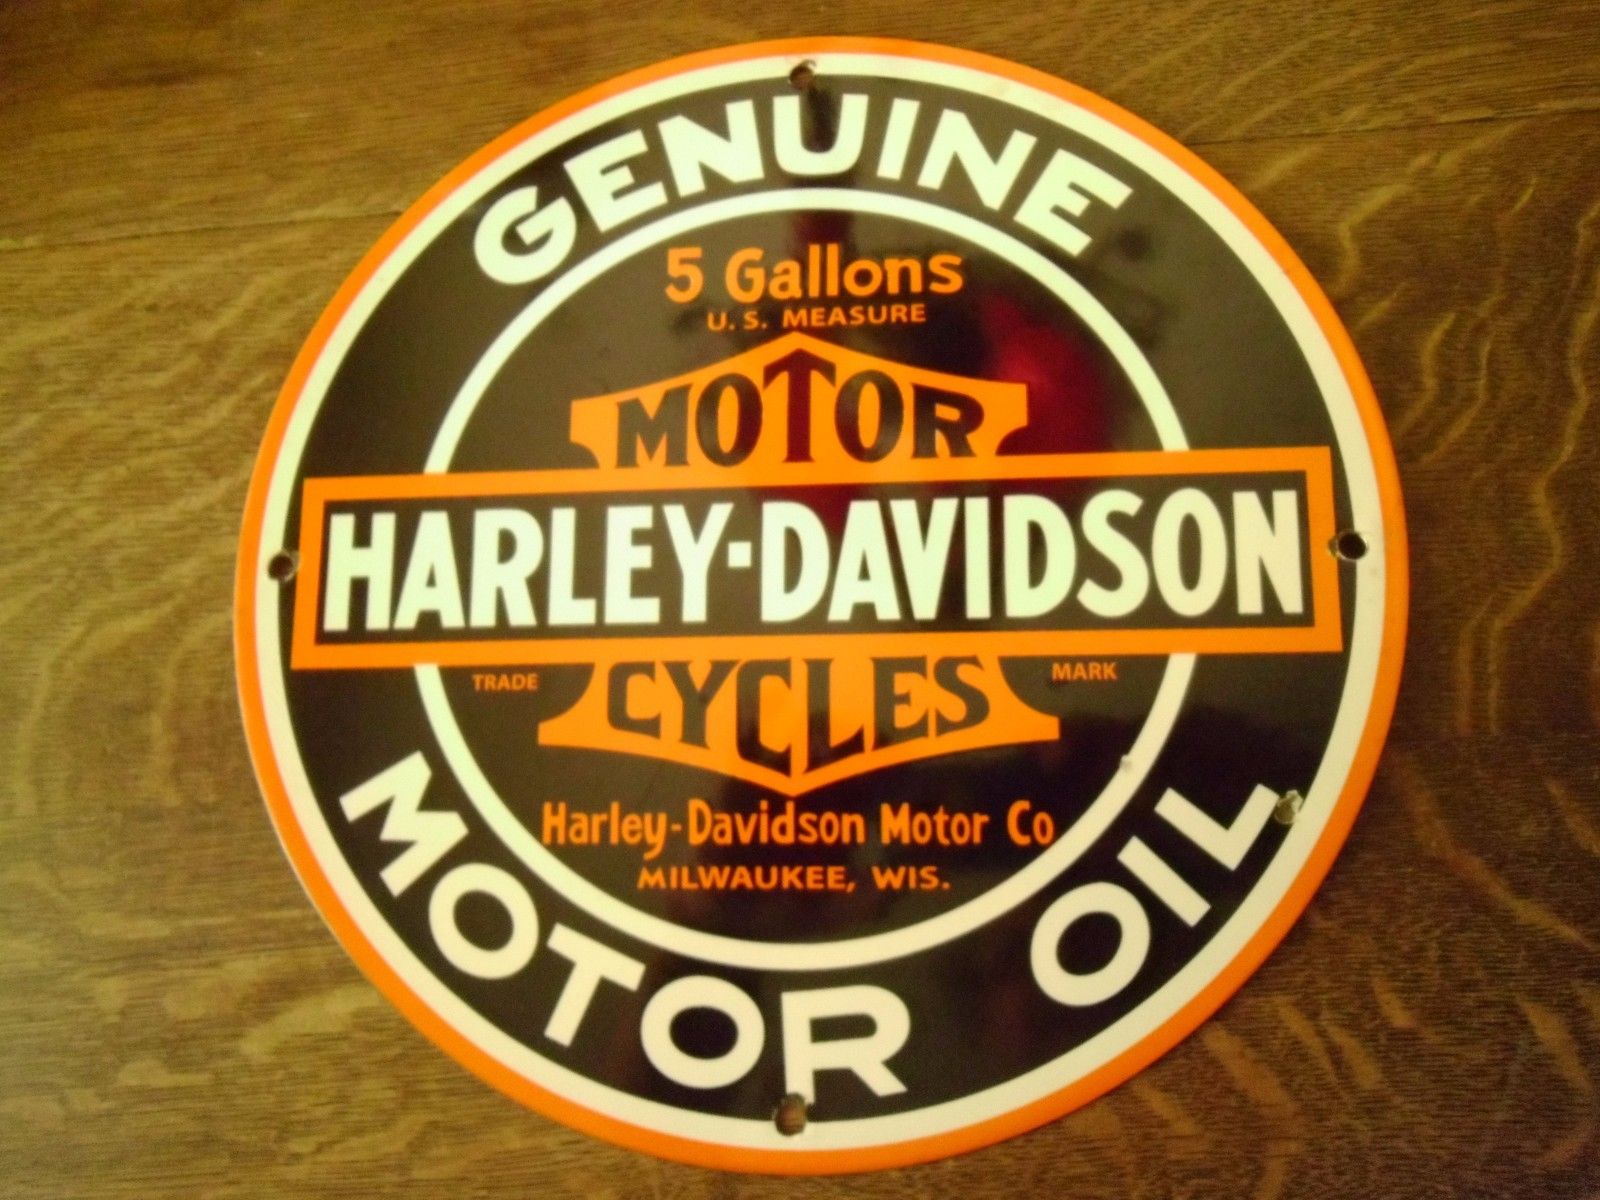 GENUINE
5 Gallons
U. S. MEASURE
MOTOR
HARLEY-DAVIDSON
TRADE CYCLES MARK
Harley-Davidson Motor Co
MILWAUKEE, WIS.
MOTOR OIL